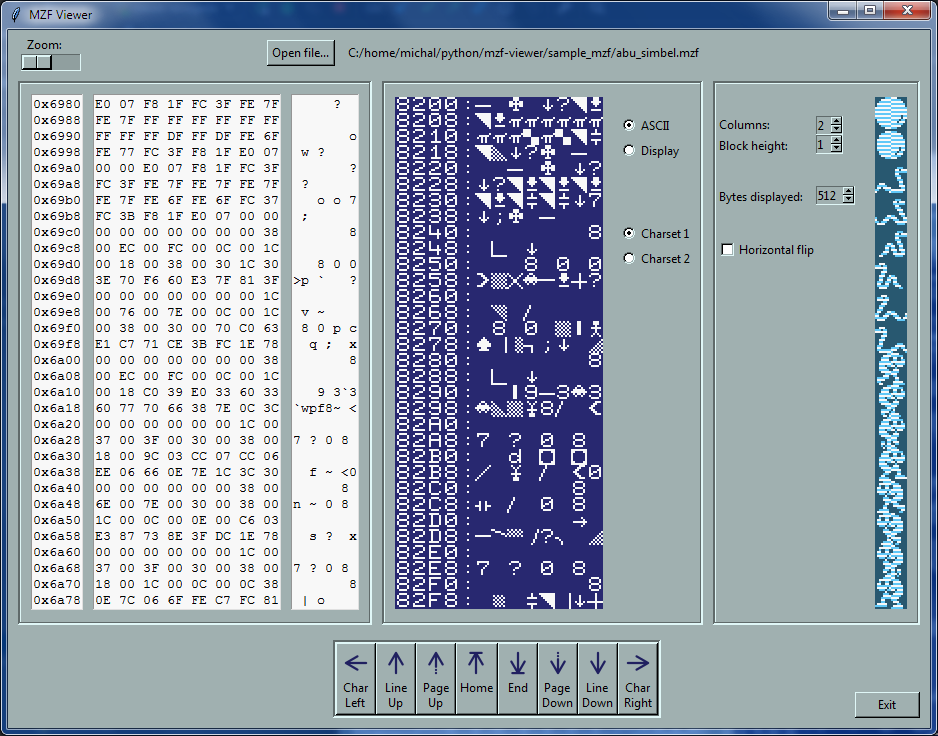 MZF Viewer
Zoom:
Open file...
C:/home/michal/python/mzf-viewer/sample_mzf/abu_simbel.mzf
0x6980 E0 07 F8 1F FC 3F FE 7F ?
0x6988 FE 7F FF FF FF FF FF FF
0x6990 FF FF FF DF FF DF FE 6F o
0x6998 FE 77 FC 3F F8 1F E0 07 w ?
0x69a0 00 00 E0 07 F8 1F FC 3F ?
0x69a8 FC 3F FE 7F FE 7F FE 7F ?
0x69b0 FE 7F FE 6F FE 6F FC 37 o o 7
0x69b8 FC 3B F8 1F E0 07 00 00 ;
0x69c0 00 00 00 00 00 00 00 38 8
0x69c8 00 EC 00 FC 00 0C 00 1C
0x69d0 00 18 00 38 00 30 1C 30 8 0 0
0x69d8 3E 70 F6 60 E3 7F 81 3F >p ` ?
0x69e0 00 00 00 00 00 00 00 1C
0x69e8 00 76 00 7E 00 0C 00 1C v ~
0x69f0 00 38 00 30 00 70 C0 63 8 0 p c
0x69f8 E1 C7 71 CE 3B FC 1E 78 q ; x
0x6a00 00 00 00 00 00 00 00 38 8
0x6a08 00 EC 00 FC 00 0C 00 1C
0x6a10 00 18 C0 39 E0 33 60 33 9 3`3
0x6a18 60 77 70 66 38 7E 0C 3C `wpf8~ <
0x6a20 00 00 00 00 00 00 1C 00
0x6a28 37 00 3F 00 30 00 38 00 7 ? 0 8
0x6a30 18 00 9C 03 CC 07 CC 06
0x6a38 EE 06 66 0E 7E 1C 3C 30 f ~ <0
0x6a40 00 00 00 00 00 00 38 00 8
0x6a48 6E 00 7E 00 30 00 38 00 n ~ 0 8
0x6a50 1C 00 0C 00 0E 00 C6 03
0x6a58 E3 87 73 8E 3F DC 1E 78 s ? x
0x6a60 00 00 00 00 00 00 1C 00
0x6a68 37 00 3F 00 30 00 38 00 7 ? 0 8
0x6a70 18 00 1C 00 0C 00 0C 38 8
0x6a78 0E 7C 06 6F FE C7 FC 81 | o
8200 :
8208 :
8210 :
8218 :
8220 :
8228 :
8230 :
8238 :
8240 : 8
8248 :
8250 : 8 0 0
8258 :
8260 :
8268 :
8270 : 8 0
8278 :
8280 : 8
8288 :
8290 :
8298 :
82A0 :
82A8 : 7 ? 0 8
82B0 :
82B8 :
82C0 : 8
82C8 : 0 8
82D0 :
82D8 :
82E0 :
82E8 : 7 ? 0 8
82F0 : 8
82F8 :
ASCII
Display
Charset 1
Charset 2
Columns: 2
Block height: 1
Bytes displayed: 512
Horizontal flip
Char Left
Line Up
Page Up
Home
End
Page Down
Line Down
Char Right
Exit